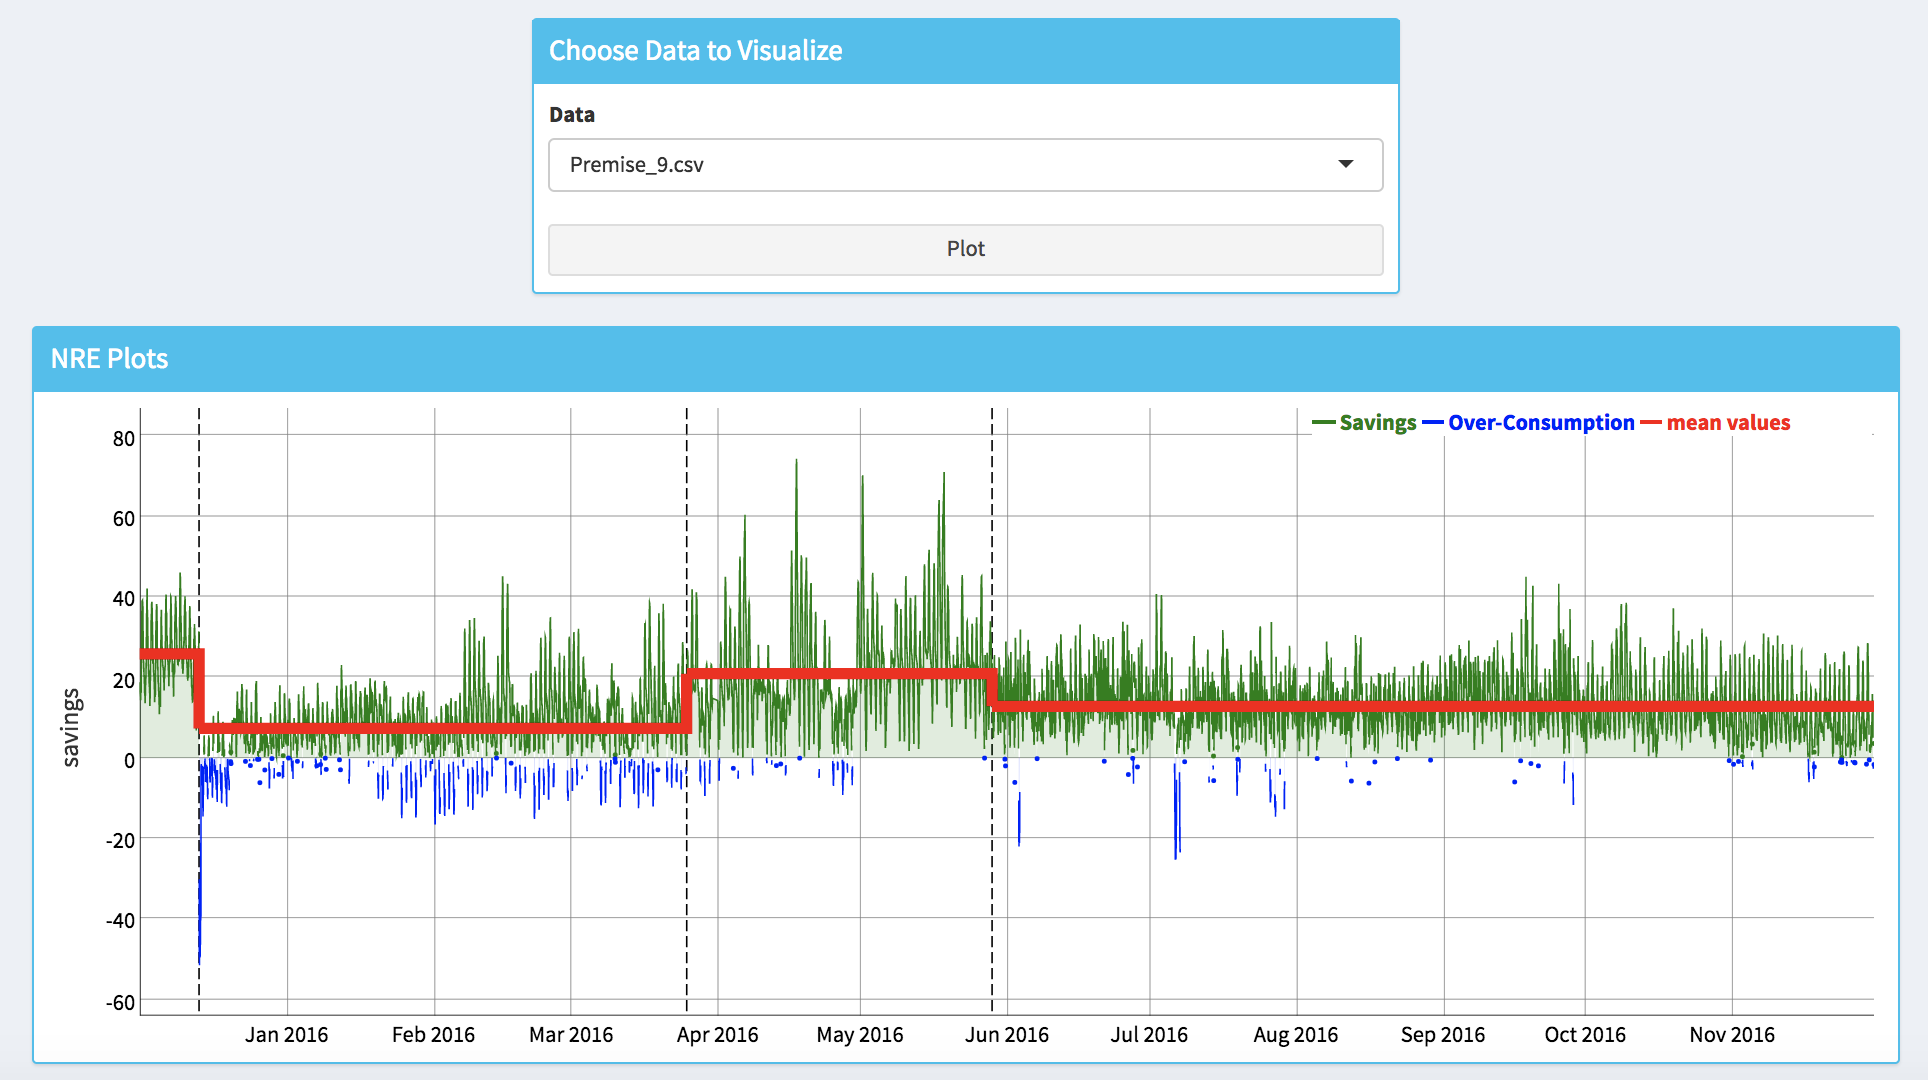 Choose Data to Visualize
Data
Premise_9.csv
Plot
NRE Plots
Savings Over-Consumption mean values
80
60
40
20
0
-20
-40
-60
savings
Jan 2016 Feb 2016 Mar 2016 Apr 2016 May 2016 Jun 2016 Jul 2016 Aug 2016 Sep 2016 Oct 2016 Nov 2016